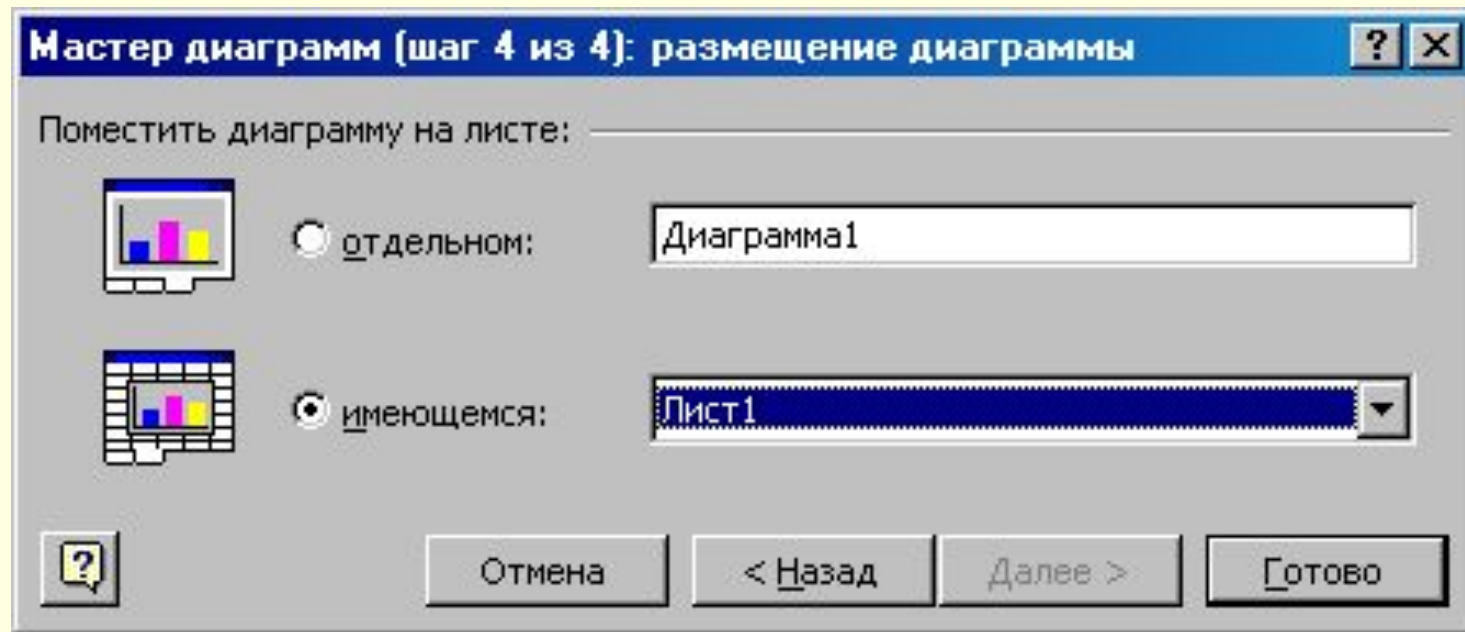 Мастер диаграмм (шаг 4 из 4): размещение диаграммы
Поместить диаграмму на листе:
отдельном: Диаграмма1
имеющемся: Лист1
Отмена < Назад Далее > Готово